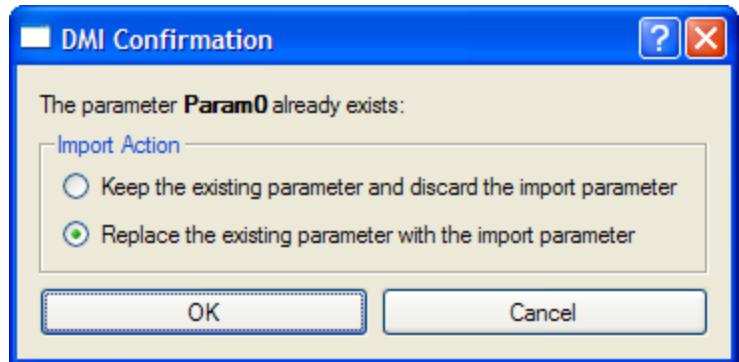 DMI Confirmation
The parameter Param0 already exists:
Import Action
Keep the existing parameter and discard the import parameter
Replace the existing parameter with the import parameter
OK Cancel